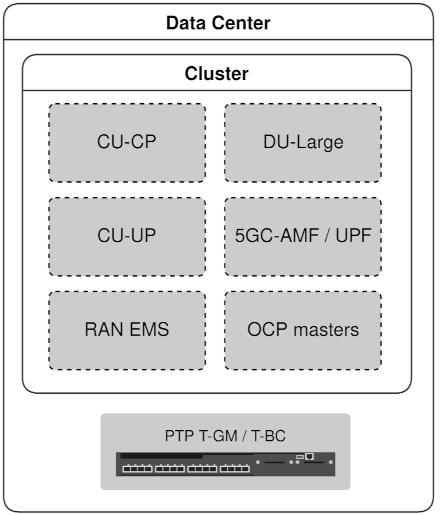 Data Center
Cluster
CU-CP
DU-Large
CU-UP
5GC-AMF / UPF
RAN EMS
OCP masters
PTP T-GM / T-BC